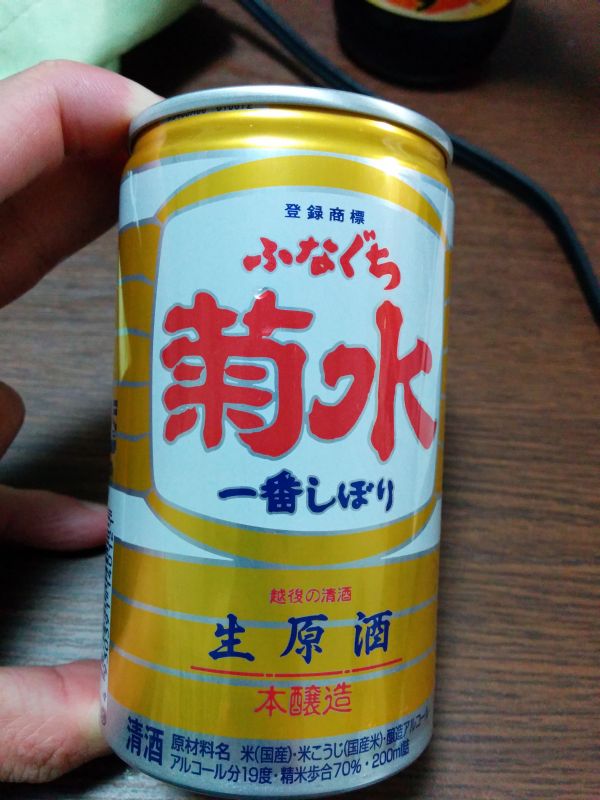 登録商標
ふなぐち
菊水
一番しぼり
越後の清酒
生原酒
本醸造
清酒 原材料名 米(国産)・米こうじ(国産米)・醸造アルコール
アルコール分19度・精米歩合70%・200ml詰